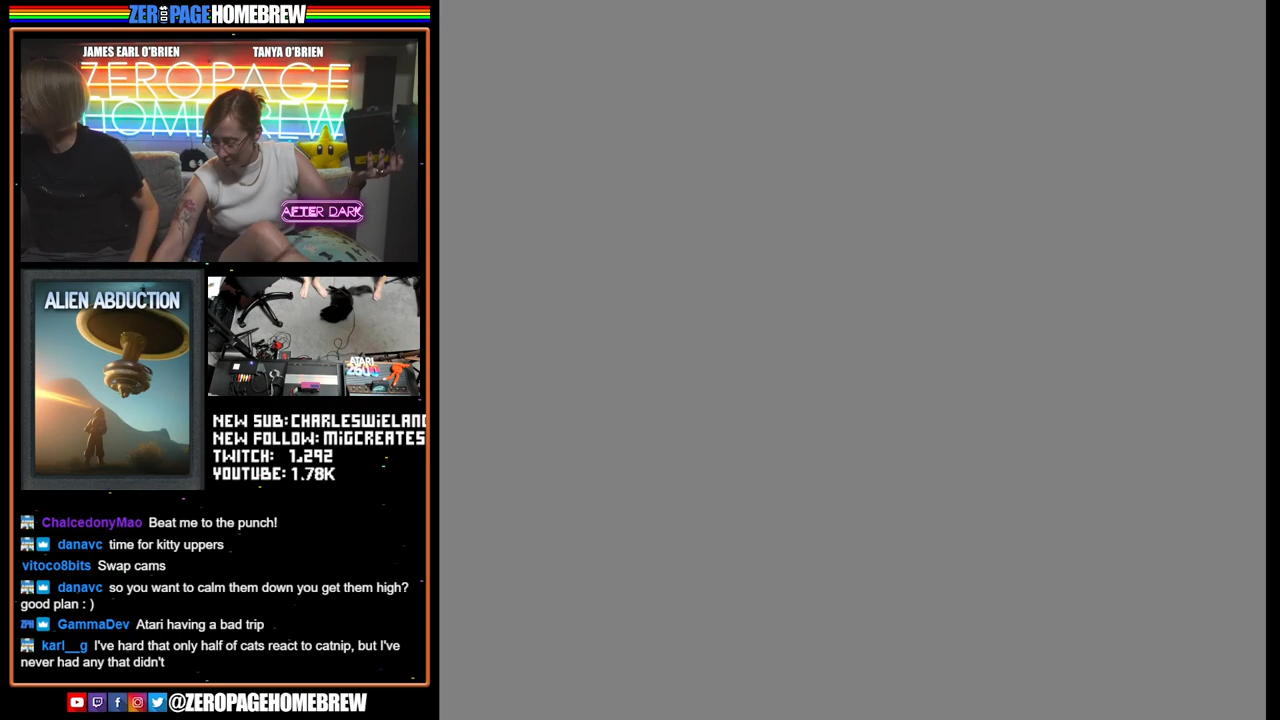 ZEROPAGE HOMEBREW
JAMES EARL O'BRIEN TANYA O'BRIEN
ZEROPAGE
HOMEBREW
AFTER DARK
ALIEN ABDUCTION
ATARI
2600
NEW SUB: CHARLESWIELAND
NEW FOLLOW: MIGCREATES
TWITCH: 1,292
YOUTUBE: 1.78K
ChalcedonyMao Beat me to the punch!
danavc time for kitty uppers
vitoco8bits Swap cams
danavc so you want to calm them down you get them high?
good plan : )
ZPH GammaDev Atari having a bad trip
karl__g I've hard that only half of cats react to catnip, but I've
never had any that didn't
@ZEROPAGEHOMEBREW